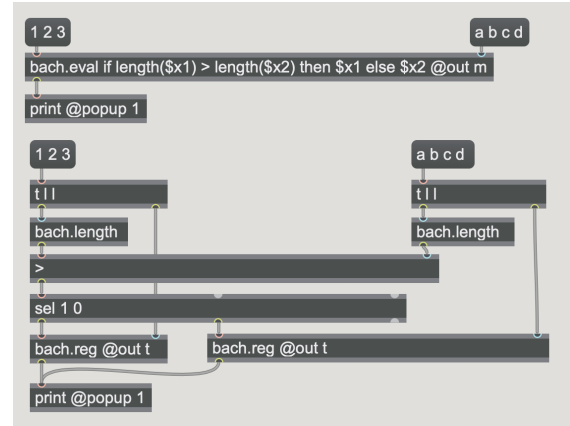 1 2 3
a b c d
bach.eval if length($x1) > length($x2) then $x1 else $x2 @out m
print @popup 1
1 2 3
a b c d
t l l
t l l
bach.length
bach.length
>
sel 1 0
bach.reg @out t
bach.reg @out t
print @popup 1